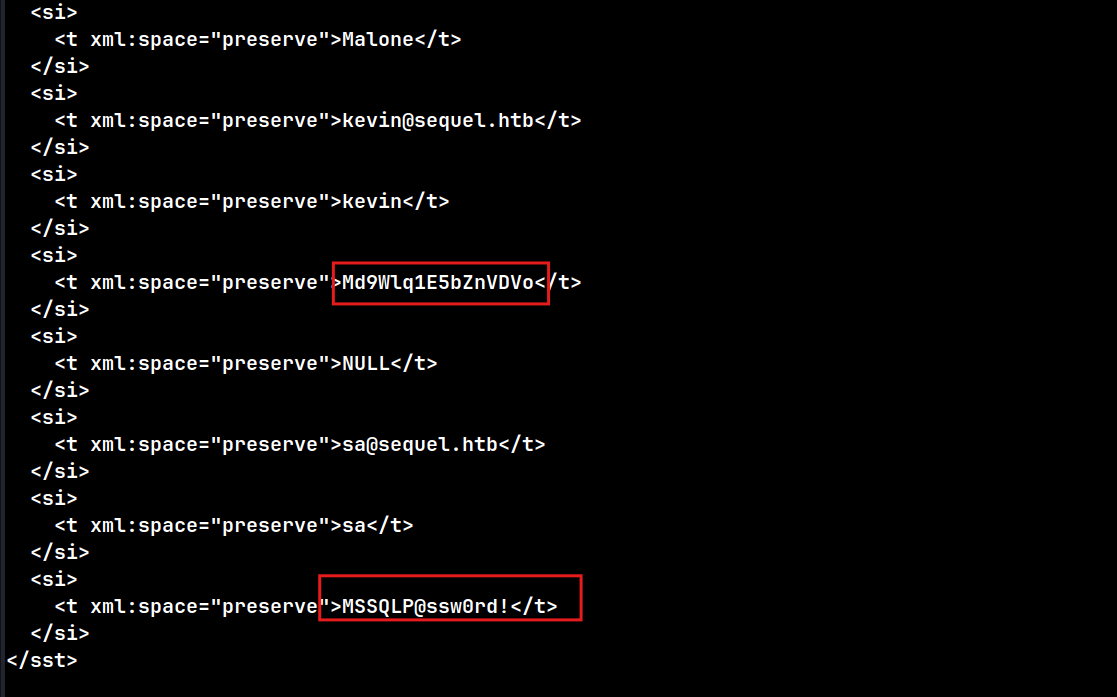 <si>
<t xml:space="preserve">Malone</t>
</si>
<si>
<t xml:space="preserve">kevin@sequel.htb</t>
</si>
<si>
<t xml:space="preserve">kevin</t>
</si>
<si>
<t xml:space="preserve">Md9Wlq1E5bZnVDVo</t>
</si>
<si>
<t xml:space="preserve">NULL</t>
</si>
<si>
<t xml:space="preserve">sa@sequel.htb</t>
</si>
<si>
<t xml:space="preserve">sa</t>
</si>
<si>
<t xml:space="preserve">MSSQLP@ssw0rd!</t>
</si>
</sst>